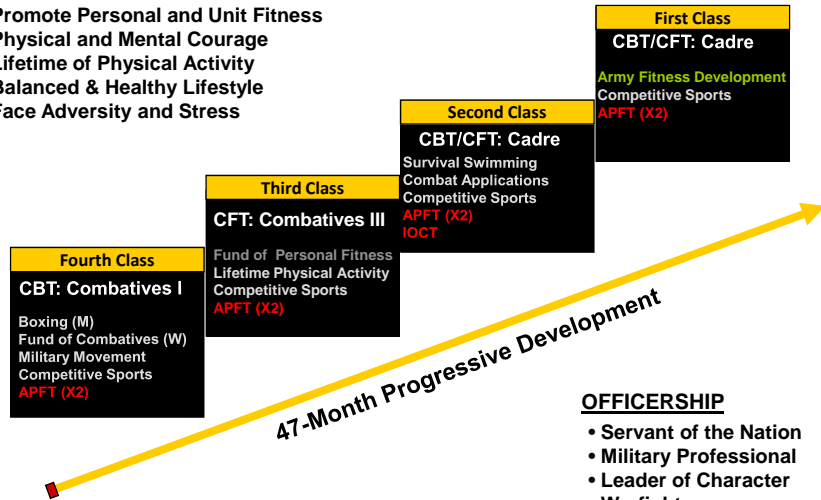 Promote Personal and Unit Fitness
Physical and Mental Courage
Lifetime of Physical Activity
Balanced & Healthy Lifestyle
Face Adversity and Stress
First Class
CBT/CFT: Cadre
Army Fitness Development
Competitive Sports
APFT (X2)
Second Class
CBT/CFT: Cadre
Survival Swimming
Combat Applications
Competitive Sports
APFT (X2)
IOCT
Third Class
CFT: Combatives III
Fund of Personal Fitness
Lifetime Physical Activity
Competitive Sports
APFT (X2)
Fourth Class
CBT: Combatives I
Boxing (M)
Fund of Combatives (W)
Military Movement
Competitive Sports
APFT (X2)
47-Month Progressive Development
OFFICERSHIP
• Servant of the Nation
• Military Professional
• Leader of Character